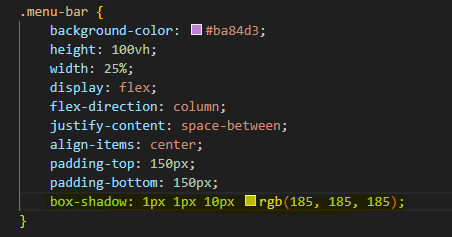 .menu-bar {
background-color: #ba84d3;
height: 100vh;
width: 25%;
display: flex;
flex-direction: column;
justify-content: space-between;
align-items: center;
padding-top: 150px;
padding-bottom: 150px;
box-shadow: 1px 1px 10px rgb(185, 185, 185);
}